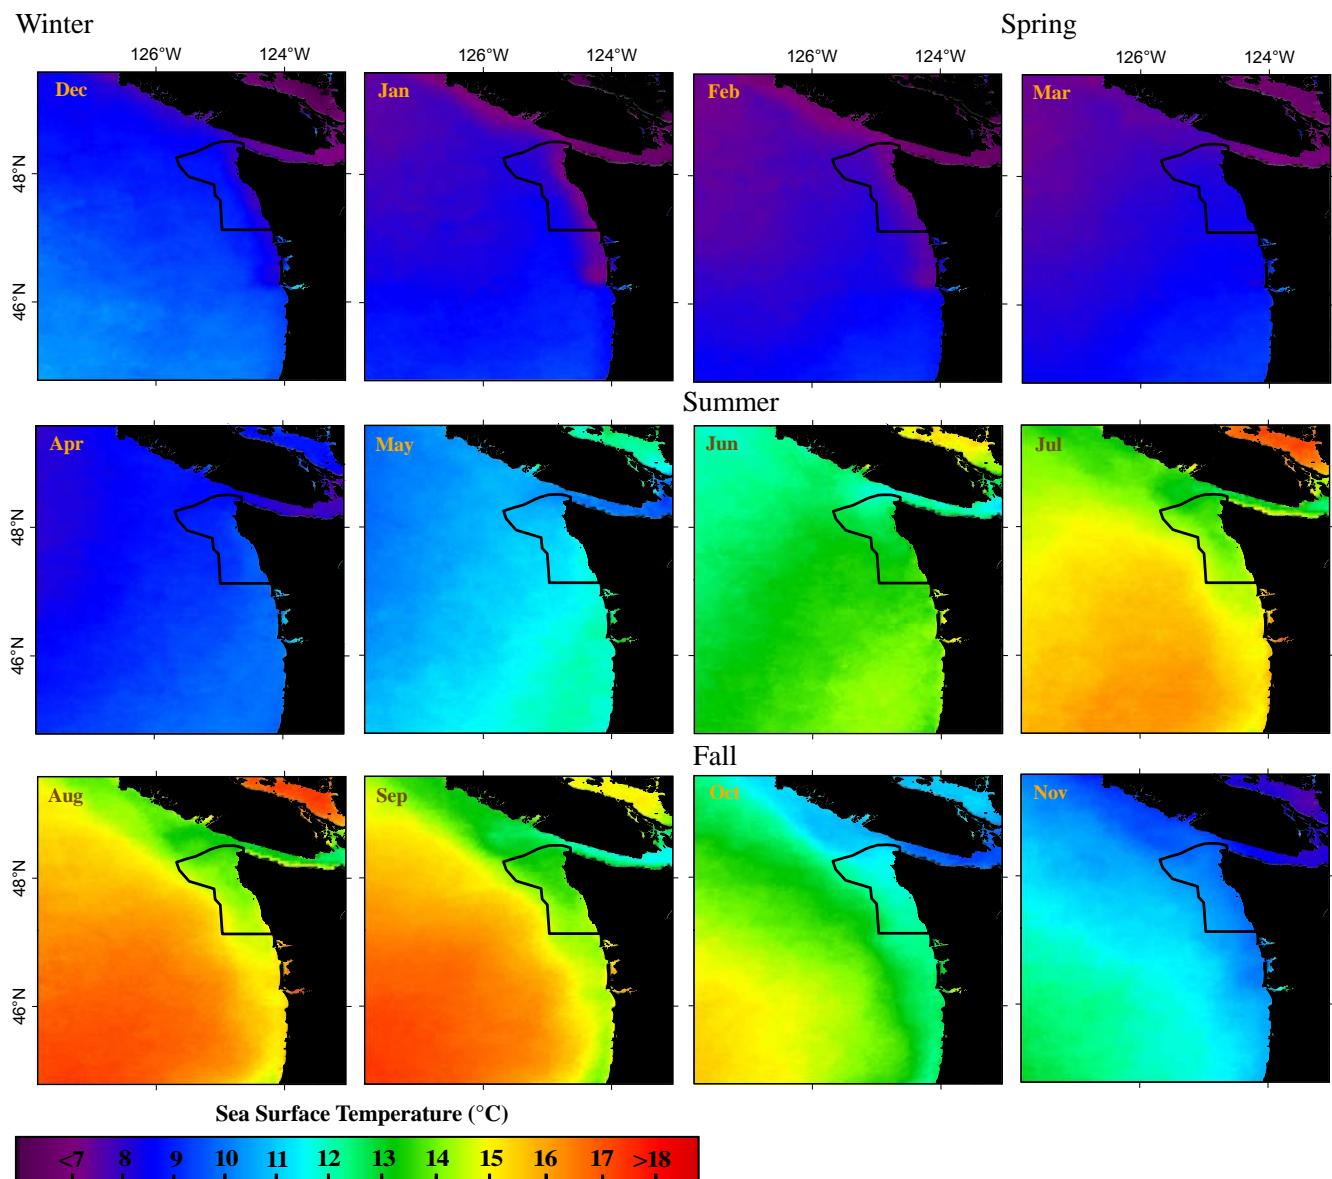 Winter
Spring
126°W 124°W 126°W 124°W 126°W 124°W 126°W 124°W
Dec
Jan
Feb
Mar
48°N
46°N
Summer
Apr
May
Jun
Jul
48°N
46°N
Fall
Aug
Sep
Oct
Nov
48°N
46°N
Sea Surface Temperature (°C)
<7 8 9 10 11 12 13 14 15 16 17 >18